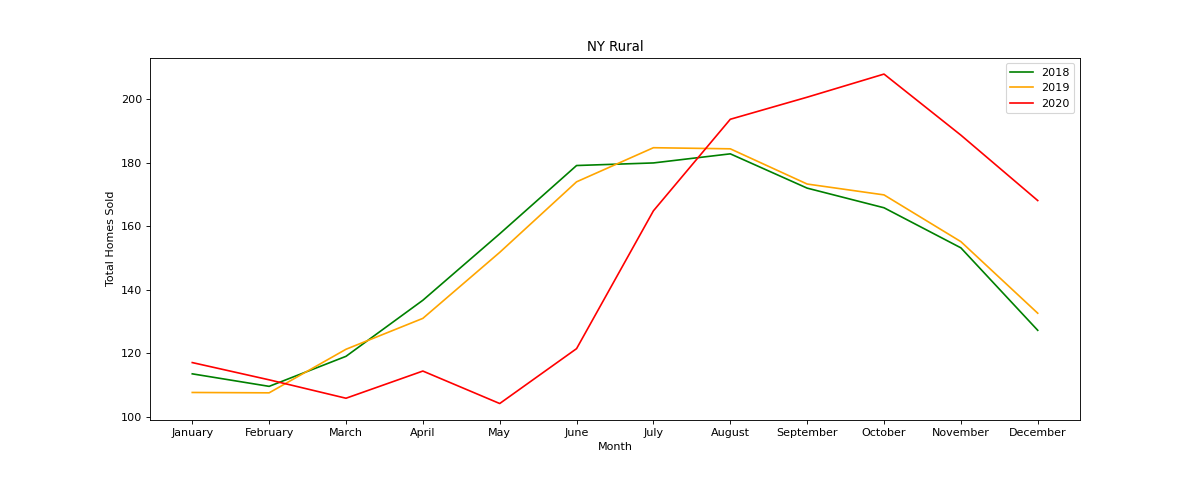 NY Rural
2018
2019
2020
Total Homes Sold
200
180
160
140
120
100
January February March April May June July August September October November December
Month